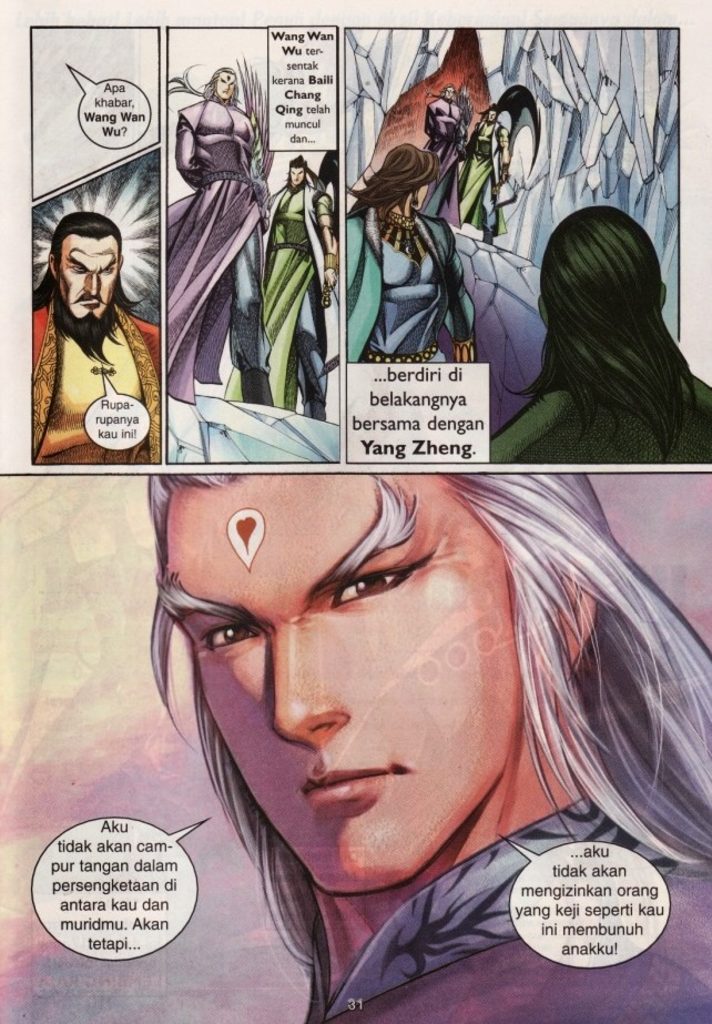 Apa
khabar,
Wang Wan
Wu?
Rupa-
rupanya
kau ini!
Wang Wan
Wu ter-
sentak
kerana Baili
Chang
Qing telah
muncul
dan...
...berdiri di
belakangnya
bersama dengan
Yang Zheng.
Aku
tidak akan cam-
pur tangan dalam
persengketaan di
antara kau dan
muridmu. Akan
tetapi...
...aku
tidak akan
mengizinkan orang
yang keji seperti kau
ini membunuh
anakku!
31